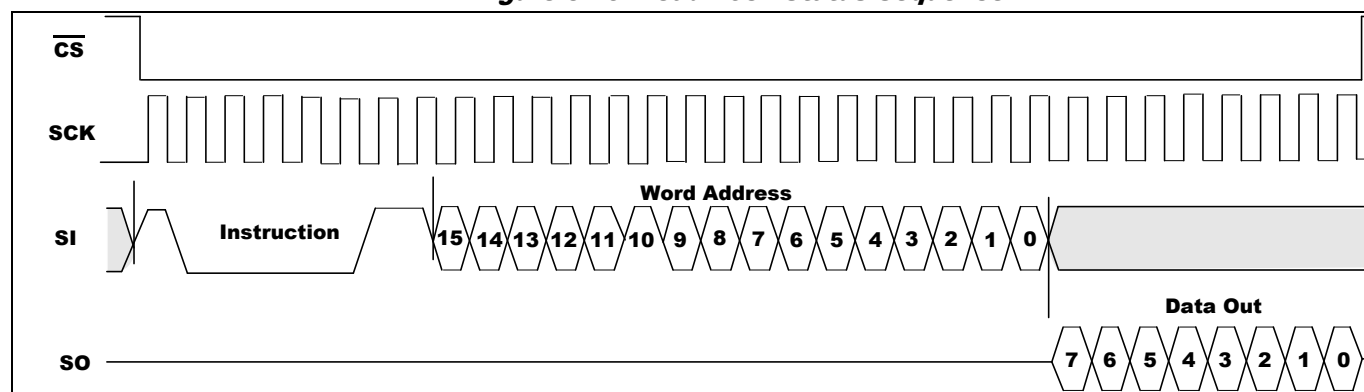 CS
SCK
Word Address
SI
Instruction
15 14 13 12 11 10 9 8 7 6 5 4 3 2 1 0
Data Out
SO
7 6 5 4 3 2 1 0